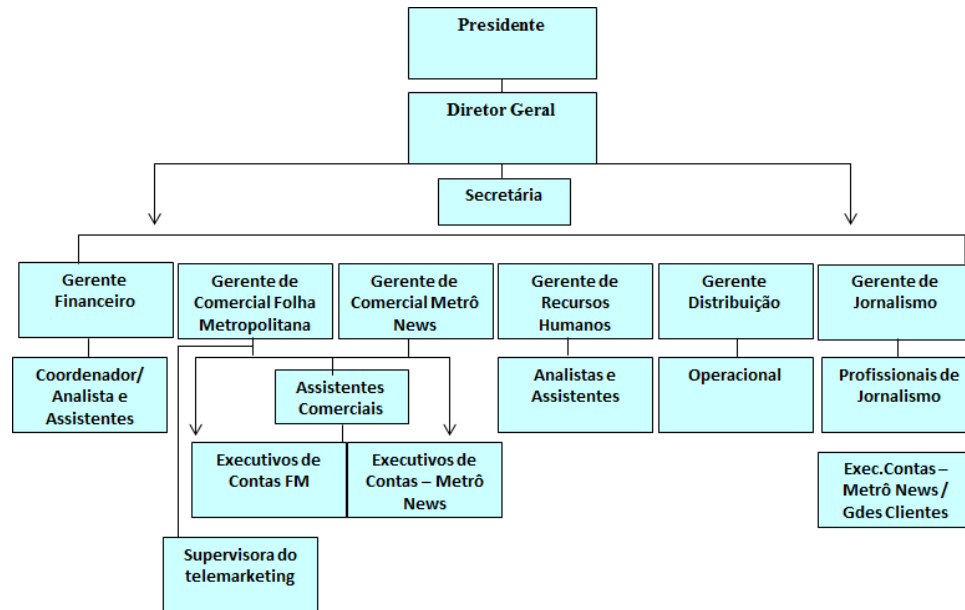 Presidente
Diretor Geral
Secretária
Gerente
Financeiro
Gerente de
Comercial Folha
Metropolitana
Gerente de
Comercial Metrô
News
Gerente de
Recursos
Humanos
Gerente
Distribuição
Gerente de
Jornalismo
Coordenador/
Analista e
Assistentes
Assistentes
Comerciais
Analistas e
Assistentes
Operacional
Profissionais de
Jornalismo
Executivos de
Contas FM
Executivos de
Contas – Metrô
News
Exec.Contas –
Metrô News /
Gdes Clientes
Supervisora do
telemarketing